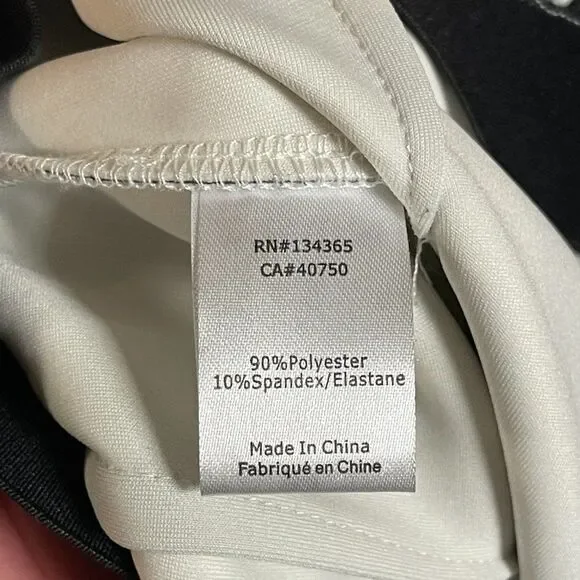 RN#134365
CA#40750
90%Polyester
10%Spandex/Elastane
Made In China
Fabriqué en Chine